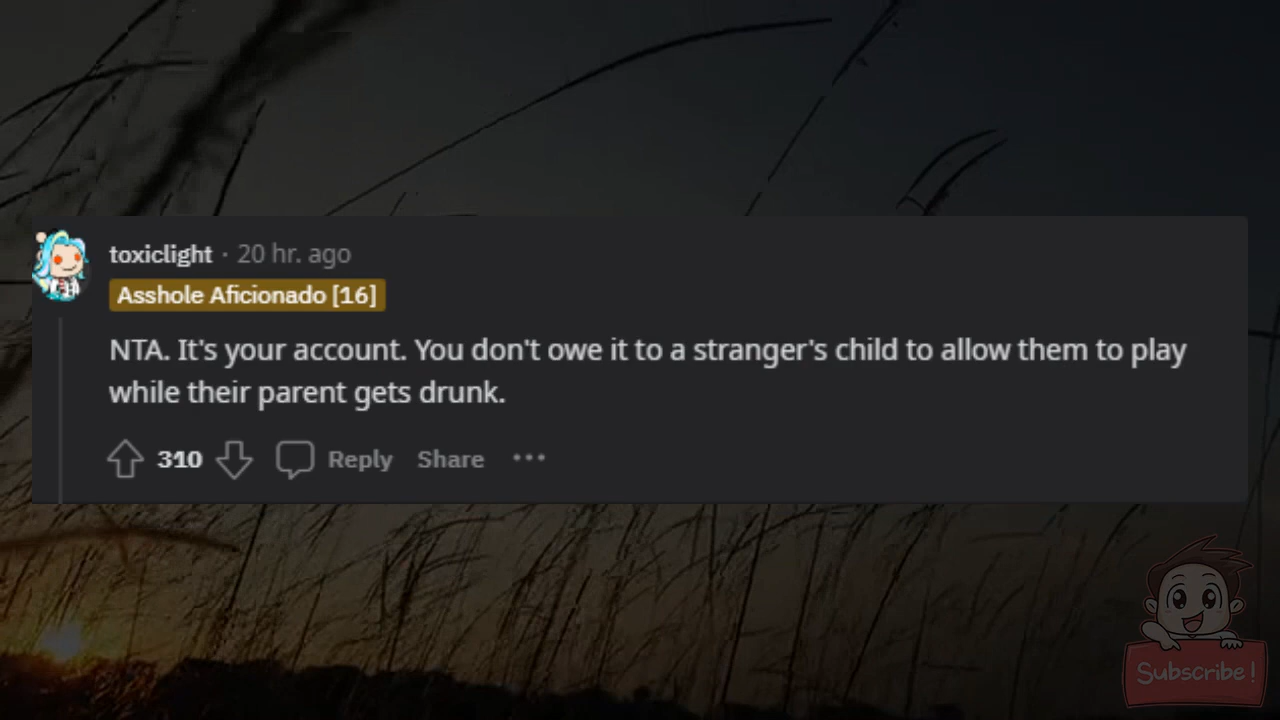 toxiclight · 20 hr. ago
Asshole Aficionado [16]
NTA. It's your account. You don't owe it to a stranger's child to allow them to play
while their parent gets drunk.
310 Reply Share ···
Subscribe!